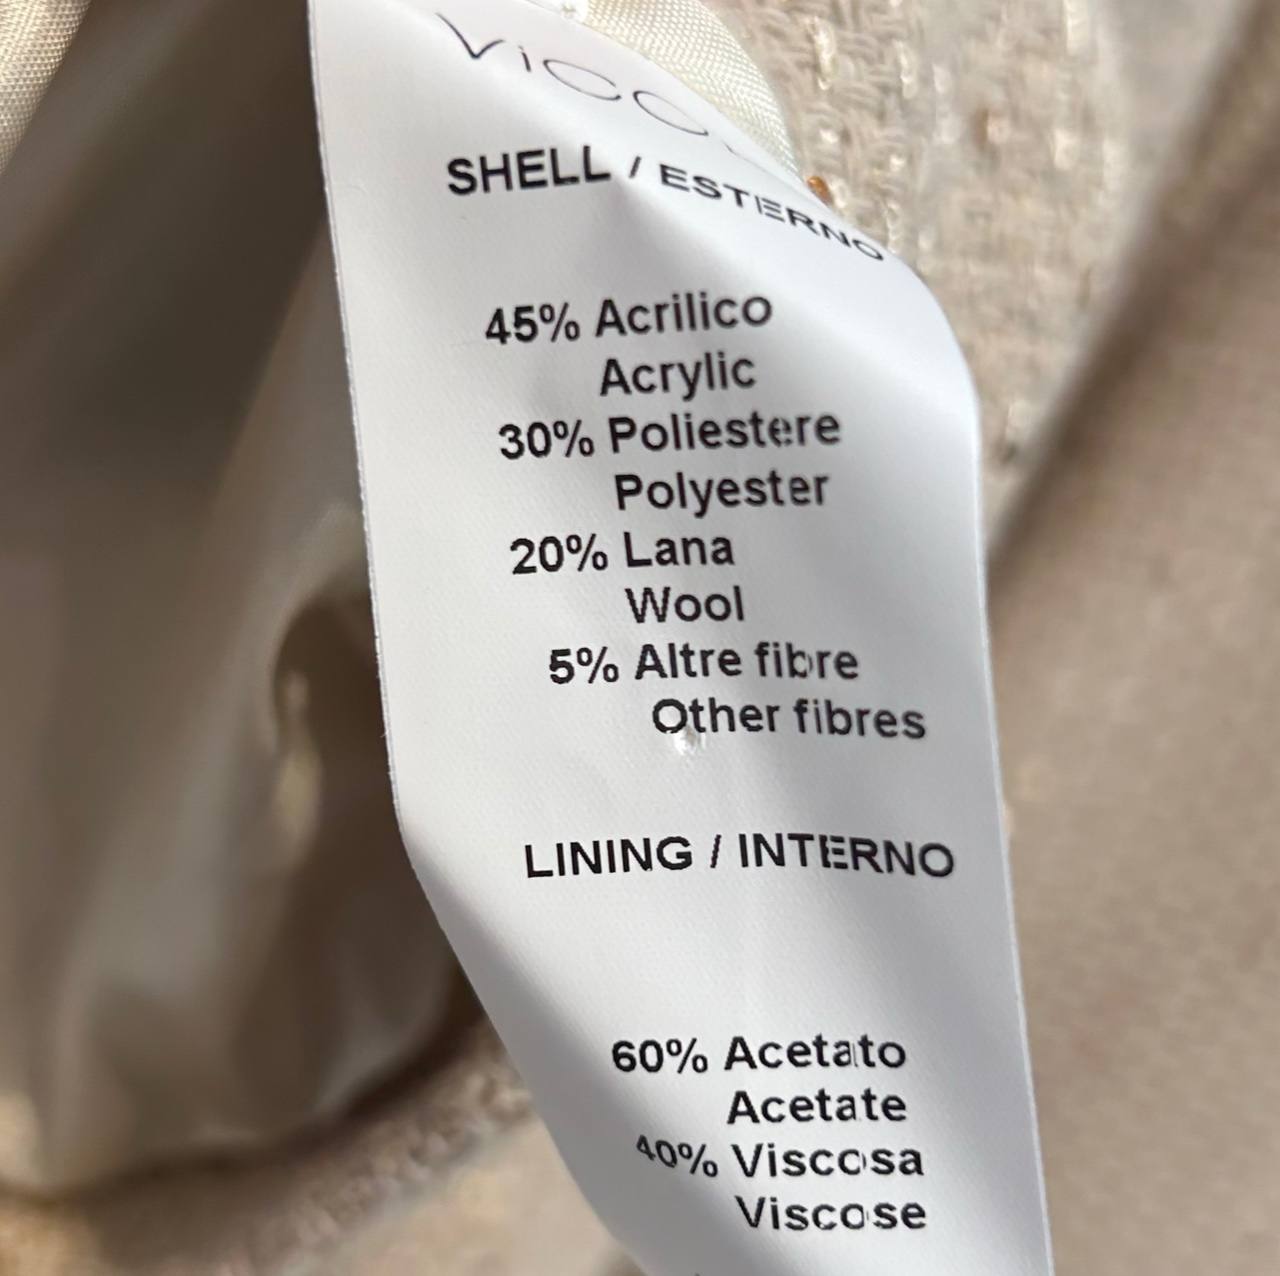 SHELL / ESTERNO
45% Acrilico
Acrylic
30% Poliestere
Polyester
20% Lana
Wool
5% Altre fibre
Other fibres
LINING / INTERNO
60% Acetato
Acetate
40% Viscosa
Viscose